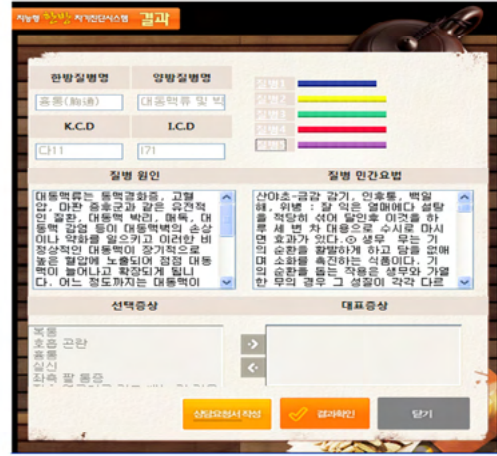 지능형 한방 자가진단시스템 결과
한방질병명 양방질병명
흉통(胸痛) 대동맥류 및 박
K.C.D I.C.D
다11 I71
질병1
질병2
질병3
질병4
질병5
질병 원인 질병 민간요법
대동맥류는 동맥경화증, 고혈
압, 마판 증후군과 같은 유전적
인 질환, 대동맥 박리, 매독, 대
동맥 감염 등이 대동맥벽의 손상
이나 약화를 일으키고 이러한 비
정상적인 대동맥이 장기적으로
높은 혈압에 노출되어 점점 대동
맥이 늘어나고 확장되게 됩니
다. 어느 정도까지는 대동맥이
산야초-금감 감기, 인후통, 백일
해, 위병 : 잘 익은 열매에다 설탕
을 적당히 섞어 달인후 이것을 하
루 세 번 차 대용으로 수시로 마시
면 효과가 있다.⊙ 생무 무는 기
의 순환을 활발하게 하고 담을 없애
며 소화를 촉진하는 식품이다. 기
의 순환을 돕는 작용은 생무와 가열
한 무의 경우 그 성질이 각각 다르
선택증상 대표증상
복통
호흡 곤란
흉통
실신
좌측 팔 통증
상담요청서 작성 결과확인 닫기